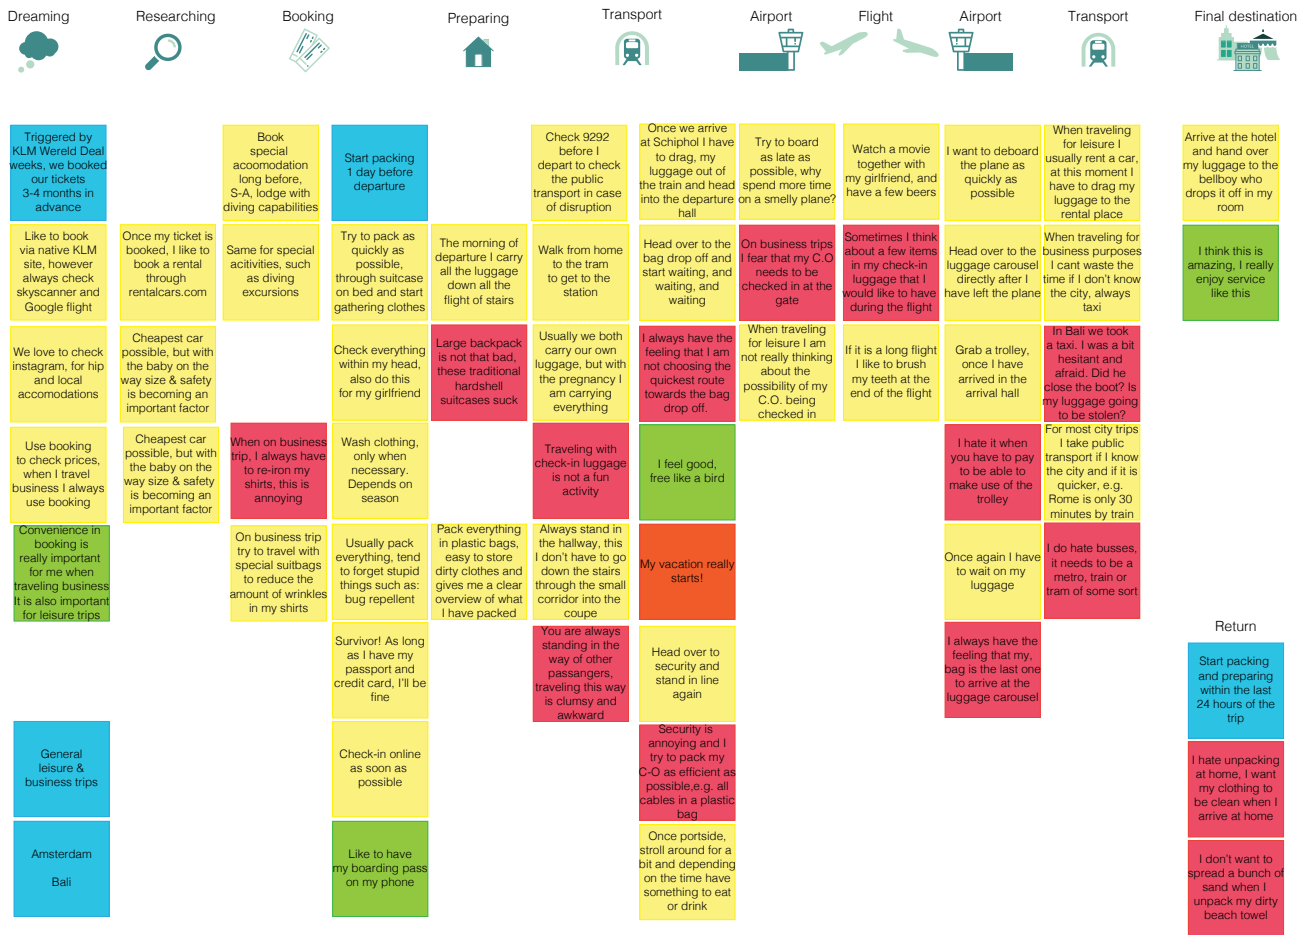 Dreaming
Researching
Booking
Preparing
Transport
Airport
Flight
Airport
Transport
Final destination
HOTEL
Triggered by
KLM Wereld Deal
weeks, we booked
our tickets
3-4 months in
advance
Like to book
via native KLM
site, however
always check
skyscanner and
Google flight
We love to check
instagram, for hip
and local
accomodations
Use booking
to check prices,
when I travel
business I always
use booking
Convenience in
booking is
really important
for me when
traveling business
It is also important
for leisure trips
General
leisure &
business trips
Amsterdam
Bali
Once my ticket is
booked, I like to
book a rental
through
rentalcars.com
Cheapest car
possible, but with
the baby on the
way size & safety
is becoming an
important factor
Cheapest car
possible, but with
the baby on the
way size & safety
is becoming an
important factor
Book
special
acoomodation
long before,
S-A, lodge with
diving capabilities
Same for special
acitivities, such
as diving
excursions
When on business
trip, I always have
to re-iron my
shirts, this is
annoying
On business trip
try to travel with
special suitbags
to reduce the
amount of wrinkles
in my shirts
Start packing
1 day before
departure
Try to pack as
quickly as
possible,
through suitcase
on bed and start
gathering clothes
Check everything
within my head,
also do this
for my girlfriend
Wash clothing,
only when
necessary.
Depends on
season
Usually pack
everything, tend
to forget stupid
things such as:
bug repellent
Survivor! As long
as I have my
passport and
credit card, I'll be
fine
Check-in online
as soon as
possible
Like to have
my boarding pass
on my phone
The morning of
departure I carry
all the luggage
down all the
flight of stairs
Large backpack
is not that bad,
these traditional
hardshell
suitcases suck
Pack everything
in plastic bags,
easy to store
dirty clothes and
gives me a clear
overview of what
I have packed
Check 9292
before I
depart to check
the public
transport in case
of disruption
Walk from home
to the tram
to get to the
station
Usually we both
carry our own
luggage, but with
the pregnancy I
am carrying
everything
Traveling with
check-in luggage
is not a fun
activity
Always stand in
the hallway, this
I don't have to go
down the stairs
through the small
corridor into the
coupe
You are always
standing in the
way of other
passangers,
traveling this way
is clumsy and
awkward
Once we arrive
at Schiphol I have
to drag, my
luggage out of
the train and head
into the departure
hall
Head over to the
bag drop off and
start waiting, and
waiting, and
waiting
I always have the
feeling that I am
not choosing the
quickest route
towards the bag
drop off.
I feel good,
free like a bird
My vacation really
starts!
Head over to
security and
stand in line
again
Security is
annoying and I
try to pack my
C-O as efficient as
possible,e.g. all
cables in a plastic
bag
Once portside,
stroll around for a
bit and depending
on the time have
something to eat
or drink
Try to board
as late as
possible, why
spend more time
on a smelly plane?
On business trips
I fear that my C.O
needs to be
checked in at the
gate
When traveling
for leisure I am
not really thinking
about the
possibility of my
C.O. being
checked in
Watch a movie
together with
my girlfriend, and
have a few beers
Sometimes I think
about a few items
in my check-in
luggage that I
would like to have
during the flight
If it is a long flight
I like to brush
my teeth at the
end of the flight
I want to deboard
the plane as
quickly as
possible
Head over to the
luggage carousel
directly after I
have left the plane
Grab a trolley,
once I have
arrived in the
arrival hall
I hate it when
you have to pay
to be able to
make use of the
trolley
Once again I have
to wait on my
luggage
I always have the
feeling that my,
bag is the last one
to arrive at the
luggage carousel
When traveling
for leisure I
usually rent a car,
at this moment I
have to drag my
luggage to the
rental place
When traveling for
business purposes
I cant waste the
time if I don't know
the city, always
taxi
In Bali we took
a taxi. I was a bit
hesitant and
afraid. Did he
close the boot? Is
my luggage going
to be stolen?
For most city trips
I take public
transport if I know
the city and if it is
quicker, e.g.
Rome is only 30
minutes by train
I do hate busses,
it needs to be a
metro, train or
tram of some sort
Arrive at the hotel
and hand over
my luggage to the
bellboy who
drops it off in my
room
I think this is
amazing, I really
enjoy service
like this
Return
Start packing
and preparing
within the last
24 hours of the
trip
I hate unpacking
at home, I want
my clothing to
be clean when I
arrive at home
I don't want to
spread a bunch of
sand when I
unpack my dirty
beach towel